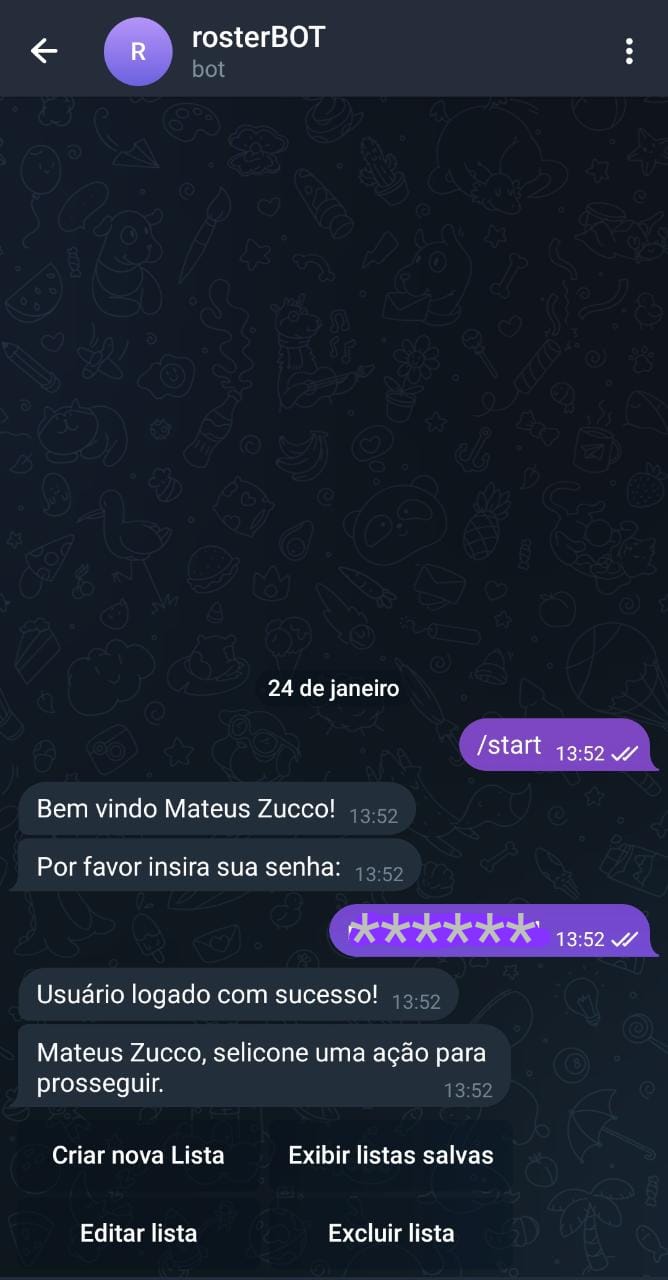 R
rosterBOT
bot
24 de janeiro
/start 13:52
Bem vindo Mateus Zucco! 13:52
Por favor insira sua senha: 13:52
****** 13:52
Usuário logado com sucesso! 13:52
Mateus Zucco, selicone uma ação para
prosseguir. 13:52
Criar nova Lista Exibir listas salvas
Editar lista Excluir lista